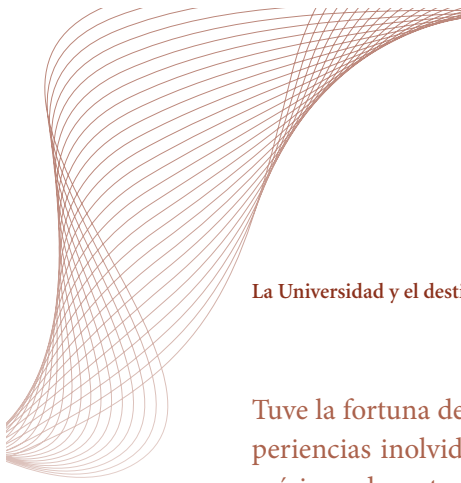 La Universidad y el desti
Tuve la fortuna de
periencias inolvid